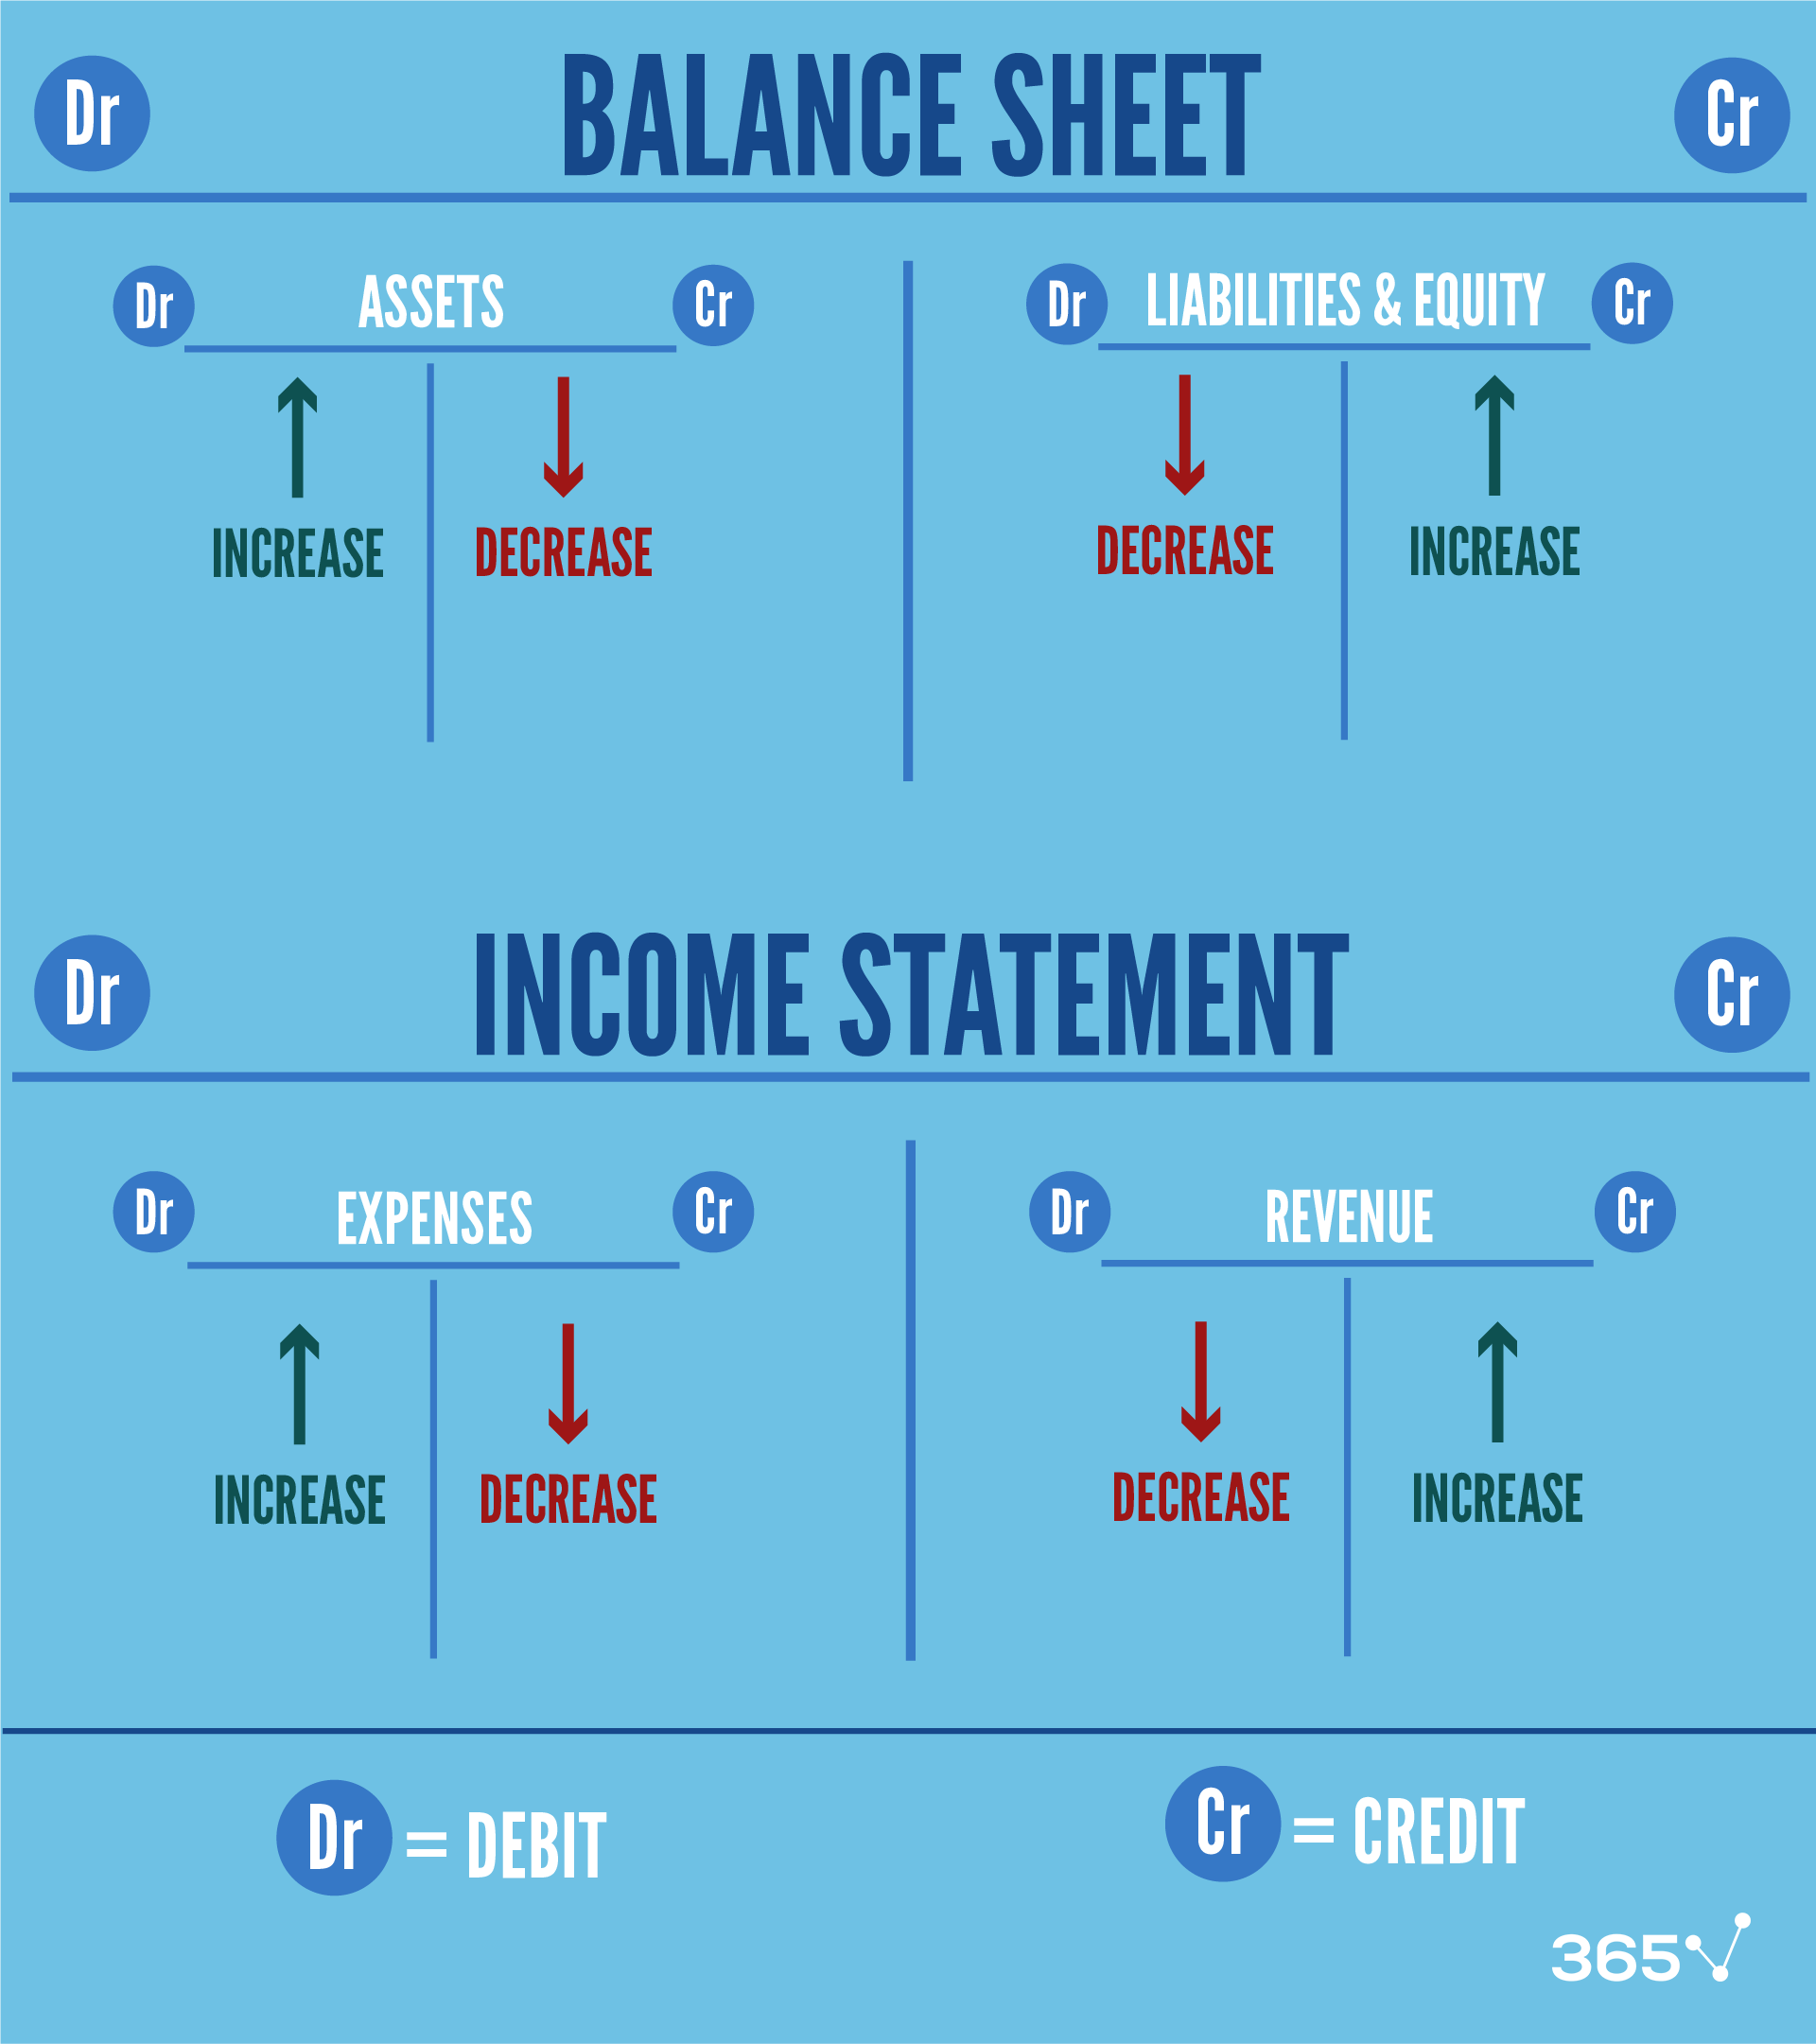 Dr BALANCE SHEET Cr
Dr ASSETS Cr Dr LIABILITIES & EQUITY Cr
INCREASE DECREASE DECREASE INCREASE
Dr INCOME STATEMENT Cr
Dr EXPENSES Cr Dr REVENUE Cr
INCREASE DECREASE DECREASE INCREASE
Dr = DEBIT Cr = CREDIT
365